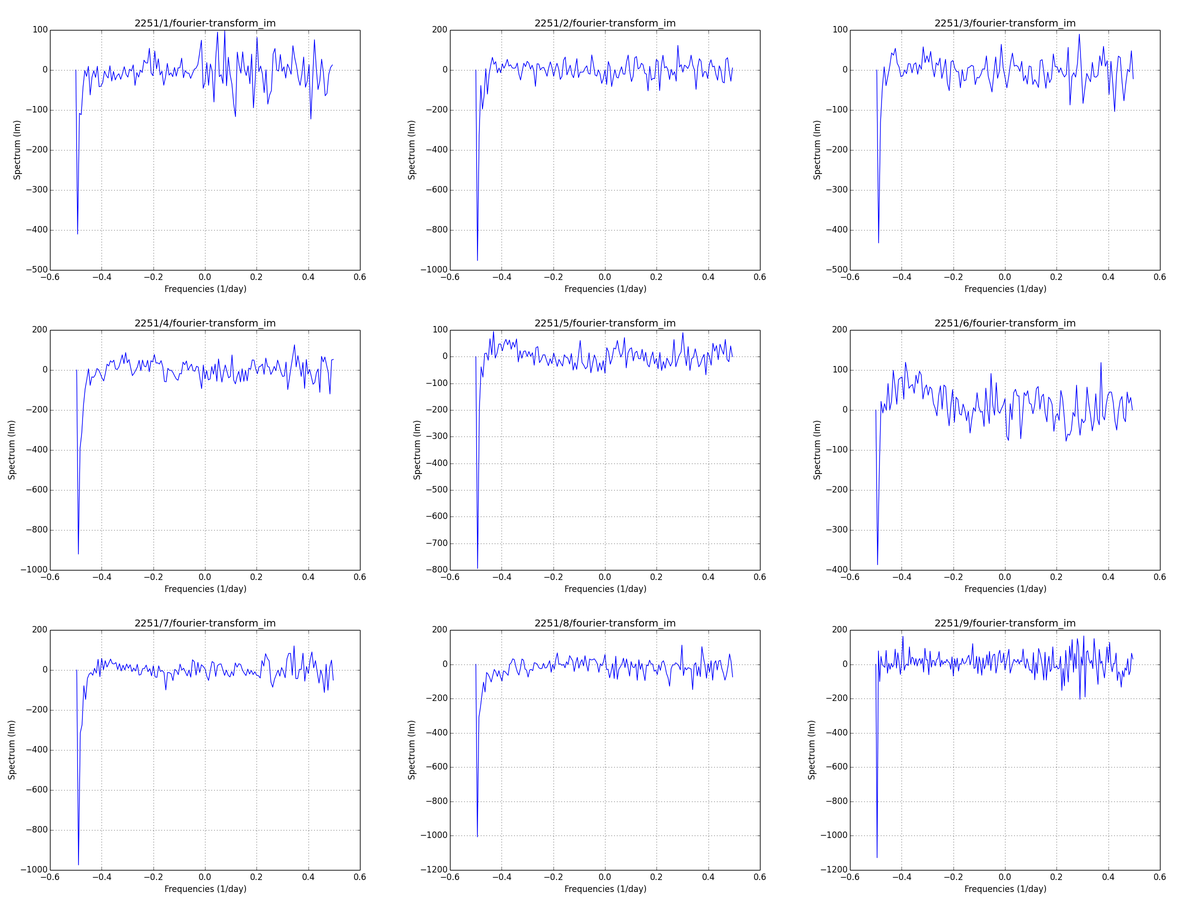 2251/1/fourier-transform_im
100
0
−100
−200
−300
−400
−500
Spectrum (Im)
−0.6 −0.4 −0.2 0.0 0.2 0.4 0.6
Frequencies (1/day)
2251/2/fourier-transform_im
200
0
−200
−400
−600
−800
−1000
Spectrum (Im)
−0.6 −0.4 −0.2 0.0 0.2 0.4 0.6
Frequencies (1/day)
2251/3/fourier-transform_im
100
0
−100
−200
−300
−400
−500
Spectrum (Im)
−0.6 −0.4 −0.2 0.0 0.2 0.4 0.6
Frequencies (1/day)
2251/4/fourier-transform_im
200
0
−200
−400
−600
−800
−1000
Spectrum (Im)
−0.6 −0.4 −0.2 0.0 0.2 0.4 0.6
Frequencies (1/day)
2251/5/fourier-transform_im
100
0
−100
−200
−300
−400
−500
−600
−700
−800
Spectrum (Im)
−0.6 −0.4 −0.2 0.0 0.2 0.4 0.6
Frequencies (1/day)
2251/6/fourier-transform_im
200
100
0
−100
−200
−300
−400
Spectrum (Im)
−0.6 −0.4 −0.2 0.0 0.2 0.4 0.6
Frequencies (1/day)
2251/7/fourier-transform_im
200
0
−200
−400
−600
−800
−1000
Spectrum (Im)
−0.6 −0.4 −0.2 0.0 0.2 0.4 0.6
Frequencies (1/day)
2251/8/fourier-transform_im
200
0
−200
−400
−600
−800
−1000
−1200
Spectrum (Im)
−0.6 −0.4 −0.2 0.0 0.2 0.4 0.6
Frequencies (1/day)
2251/9/fourier-transform_im
200
0
−200
−400
−600
−800
−1000
−1200
Spectrum (Im)
−0.6 −0.4 −0.2 0.0 0.2 0.4 0.6
Frequencies (1/day)